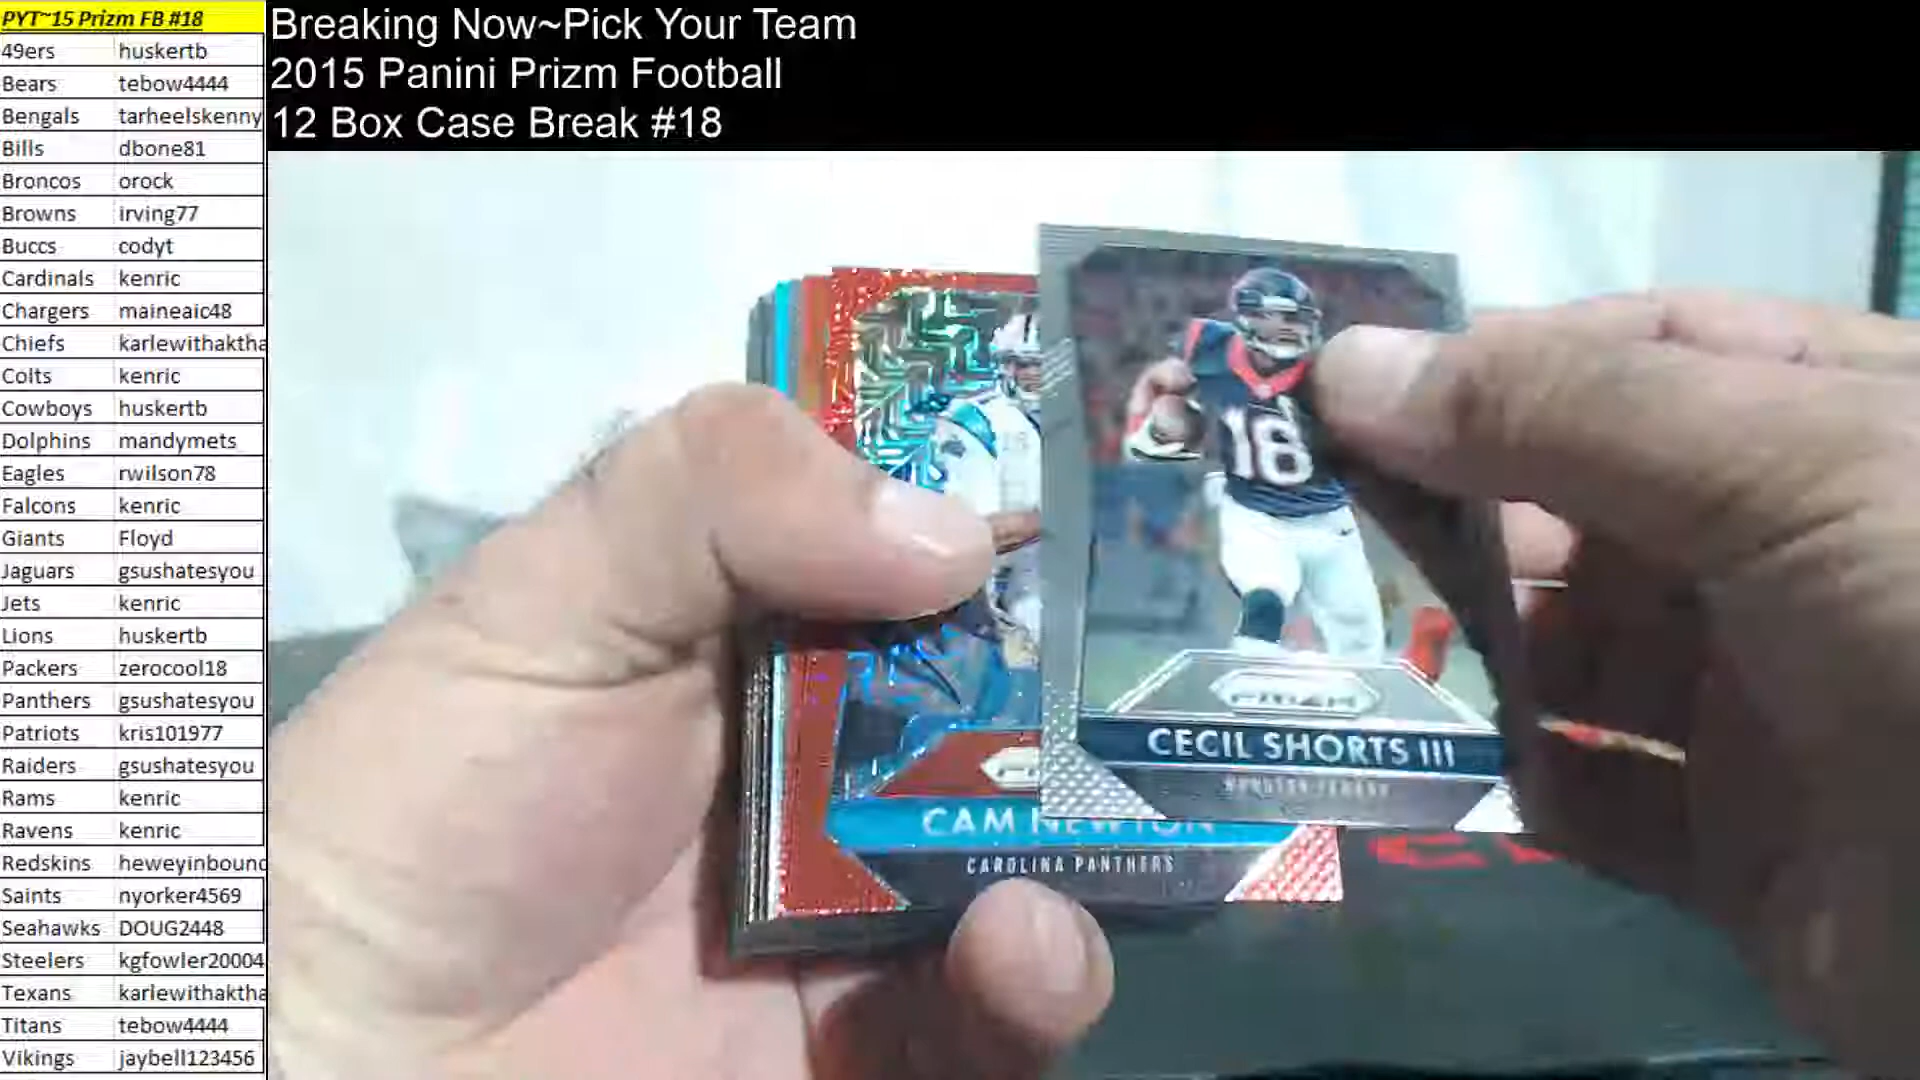 PYT~15 Prizm FB #18
49ers huskertb
Bears tebow4444
Bengals tarheelskenny
Bills dbone81
Broncos orock
Browns irving77
Buccs codyt
Cardinals kenric
Chargers maineaic48
Chiefs karlewithaktha
Colts kenric
Cowboys huskertb
Dolphins mandymets
Eagles rwilson78
Falcons kenric
Giants Floyd
Jaguars gsushatesyou
Jets kenric
Lions huskertb
Packers zerocool18
Panthers gsushatesyou
Patriots kris101977
Raiders gsushatesyou
Rams kenric
Ravens kenric
Redskins heweyinbound
Saints nyorker4569
Seahawks DOUG2448
Steelers kgfowler20004
Texans karlewithaktha
Titans tebow4444
Vikings jaybell123456
Breaking Now~Pick Your Team
2015 Panini Prizm Football
12 Box Case Break #18
18
PRIZM
CECIL SHORTS III
HOUSTON TEXANS
CAM NEWTON
CAROLINA PANTHERS